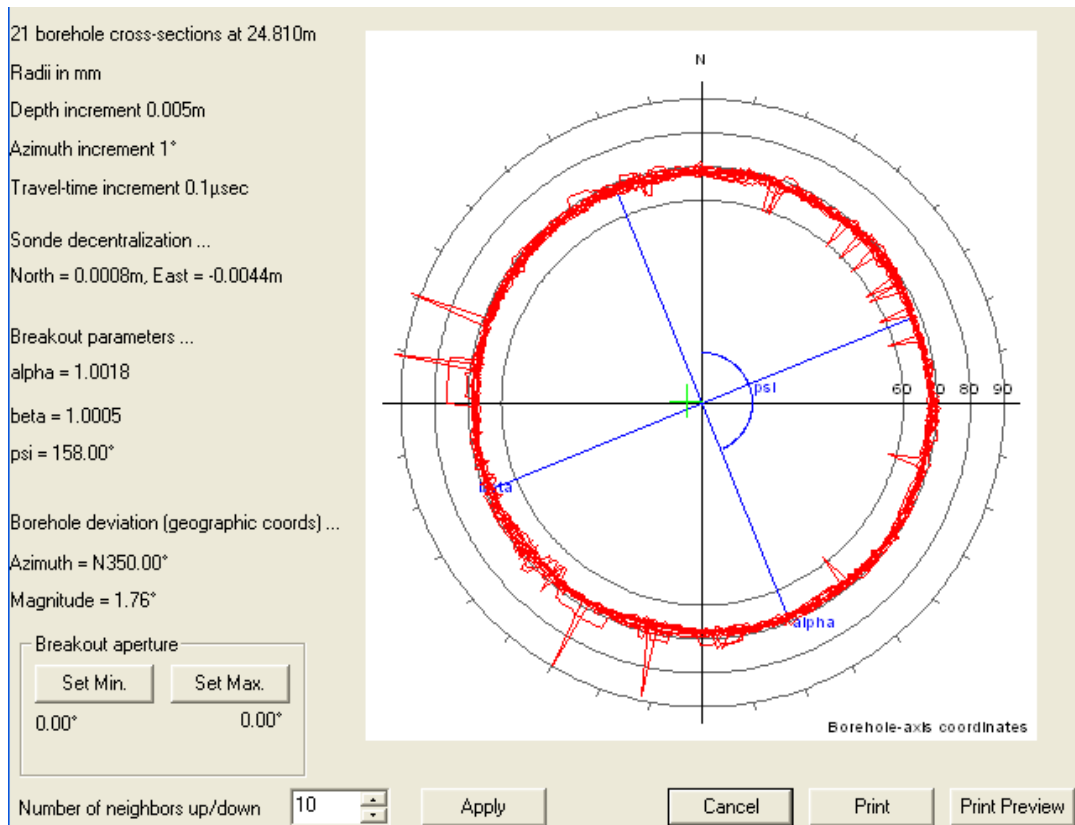 21 borehole cross-sections at 24.810m
Radii in mm
Depth increment 0.005m
Azimuth increment 1°
Travel-time increment 0.1µsec
Sonde decentralization ...
North = 0.0008m, East = -0.0044m
Breakout parameters ...
alpha = 1.0018
beta = 1.0005
psi = 158.00°
Borehole deviation (geographic coords) ...
Azimuth = N350.00°
Magnitude = 1.76°
Breakout aperture
Set Min. Set Max.
0.00° 0.00°
Number of neighbors up/down 10 Apply Cancel Print Print Preview
N
psi
60 70 80 90
beta
alpha
Borehole-axis coordinates